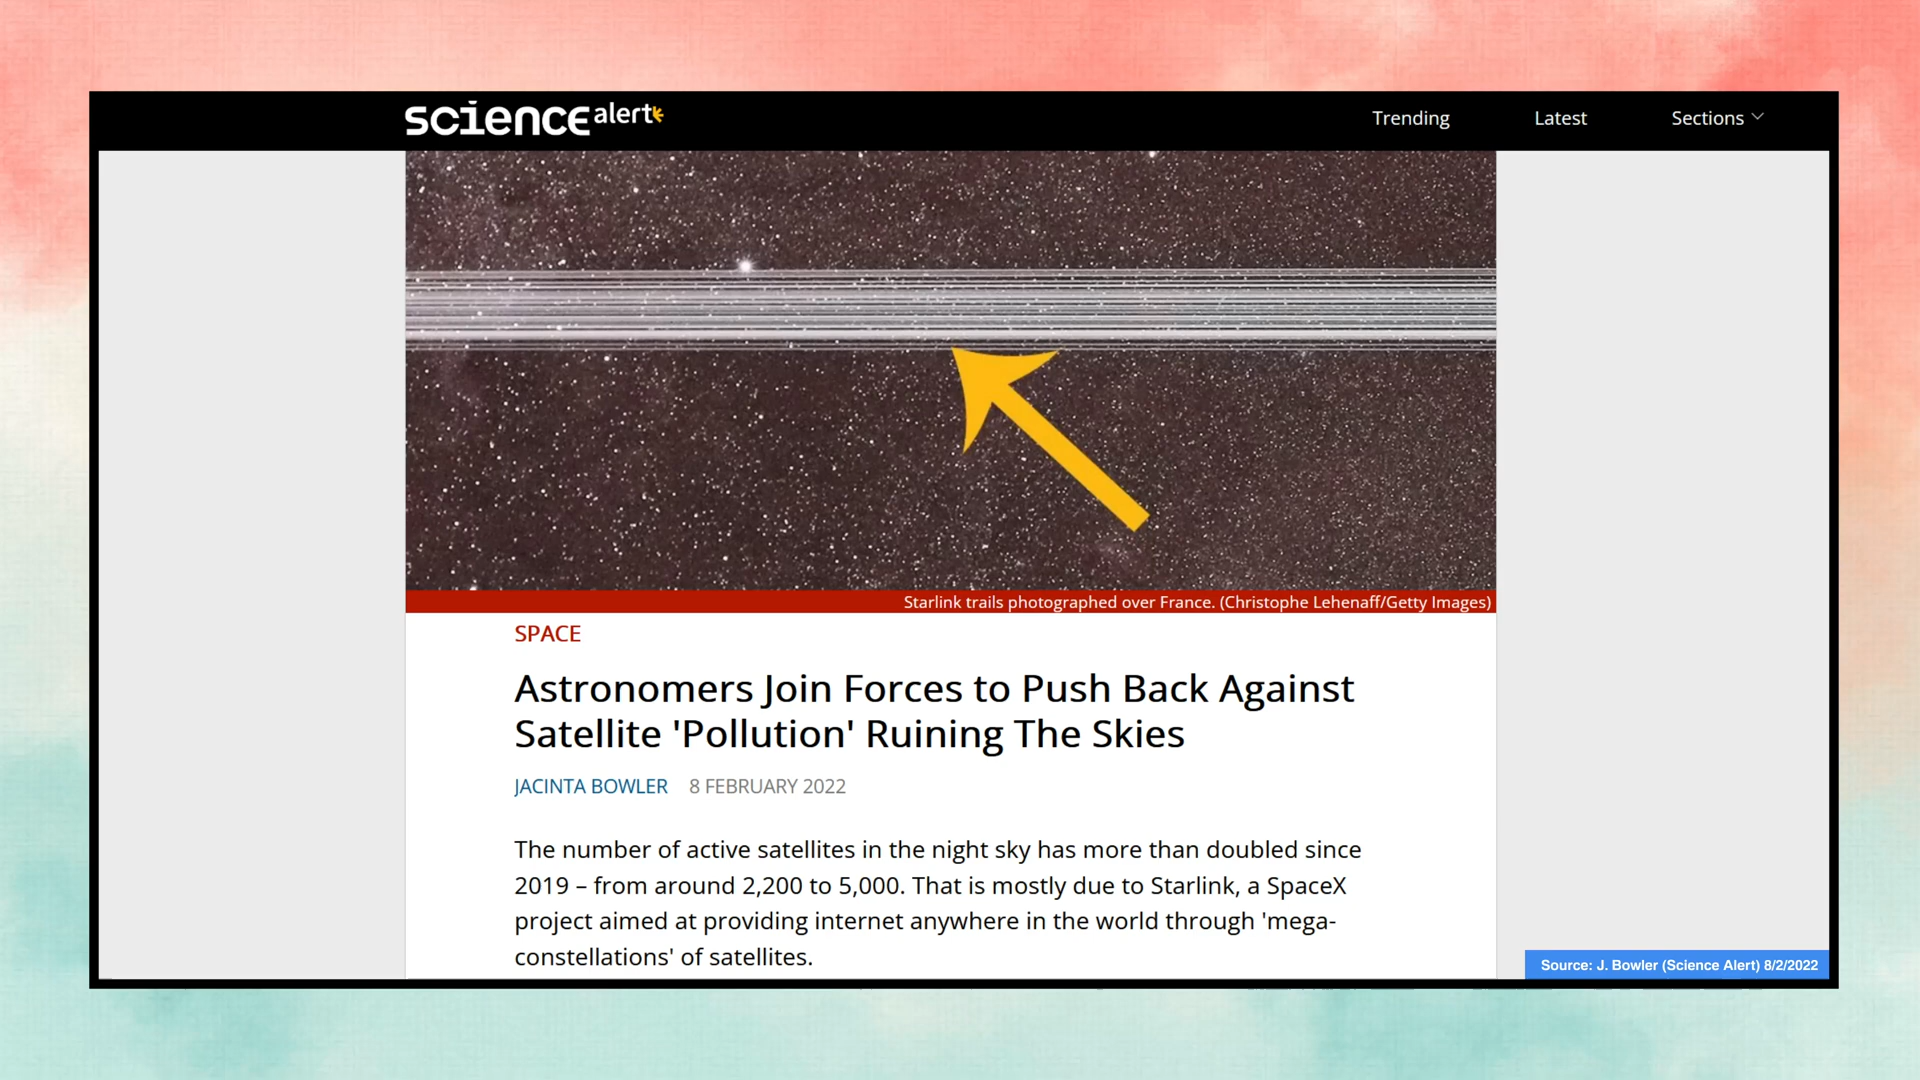 science alert
Trending Latest Sections
Starlink trails photographed over France. (Christophe Lehenaff/Getty Images)
SPACE
Astronomers Join Forces to Push Back Against
Satellite 'Pollution' Ruining The Skies
JACINTA BOWLER 8 FEBRUARY 2022
The number of active satellites in the night sky has more than doubled since
2019 – from around 2,200 to 5,000. That is mostly due to Starlink, a SpaceX
project aimed at providing internet anywhere in the world through 'mega-
constellations' of satellites.
Source: J. Bowler (Science Alert) 8/2/2022